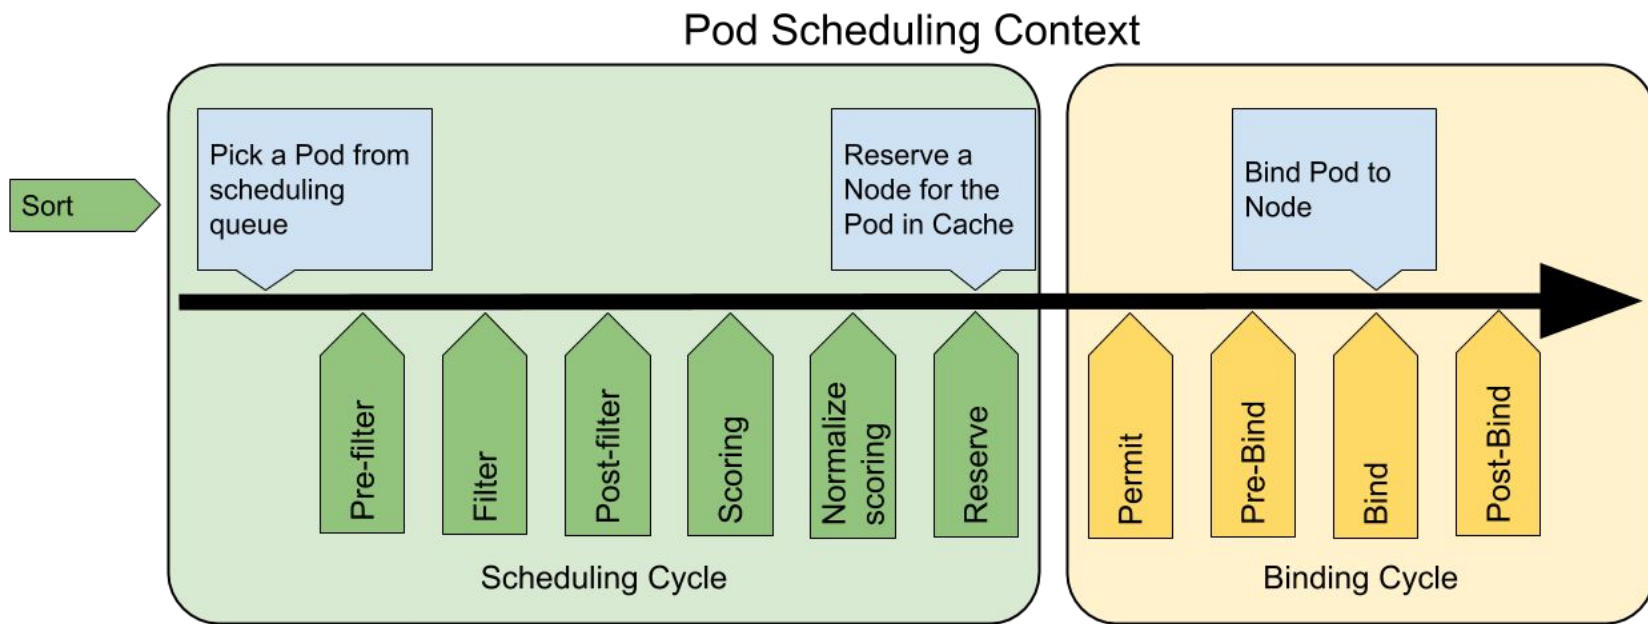 Pod Scheduling Context
Sort
Pick a Pod from
scheduling
queue
Reserve a
Node for the
Pod in Cache
Bind Pod to
Node
Pre-filter
Filter
Post-filter
Scoring
Normalize
scoring
Reserve
Permit
Pre-Bind
Bind
Post-Bind
Scheduling Cycle
Binding Cycle